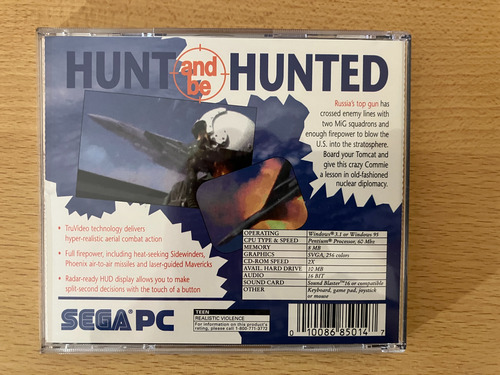 HUNT and be HUNTED
Russia's top gun has
crossed enemy lines with
two MiG squadrons and
enough firepower to blow the
U.S. into the stratosphere.
Board your Tomcat and
give this crazy Commie
a lesson in old-fashioned
nuclear diplomacy.
• TruVideo technology delivers
hyper-realistic aerial combat action
• Full firepower, including heat-seeking Sidewinders,
Phoenix air-to-air missiles and laser-guided Mavericks
• Radar-ready HUD display allows you to make
split-second decisions with the touch of a button
OPERATING Windows® 3.1 or Windows 95
CPU TYPE & SPEED Pentium® Processor, 60 Mhz
MEMORY 8 MB
GRAPHICS SVGA, 256 colors
CD-ROM SPEED 2X
AVAIL. HARD DRIVE 10 MB
AUDIO 16 BIT
SOUND CARD Sound Blaster™16 or compatible
OTHER Keyboard, game pad, joystick
or mouse
SEGA PC
TEEN
REALISTIC VIOLENCE
For information on this product's
rating, please call 1-800-771-3772
0 10086 85014 7